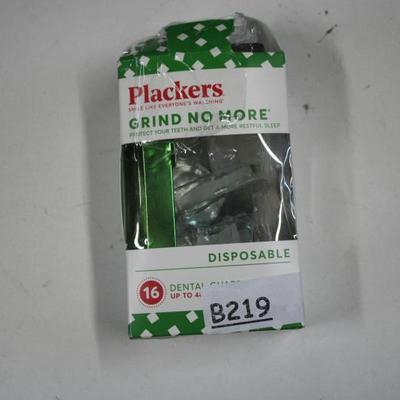 Plackers
SMILE LIKE EVERYONE'S WATCHING
GRIND NO MORE
PROTECT YOUR TEETH AND GET A MORE RESTFUL SLEEP
DISPOSABLE
16
DENTAL
UP TO
B219